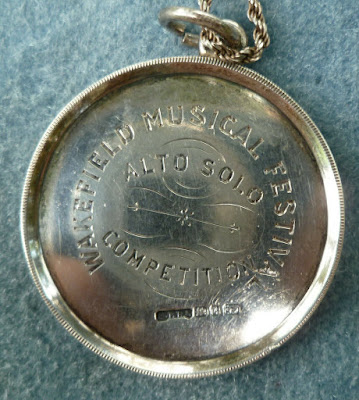 WAKEFIELD MUSICAL FESTIVAL
ALTO SOLO
COMPETITION